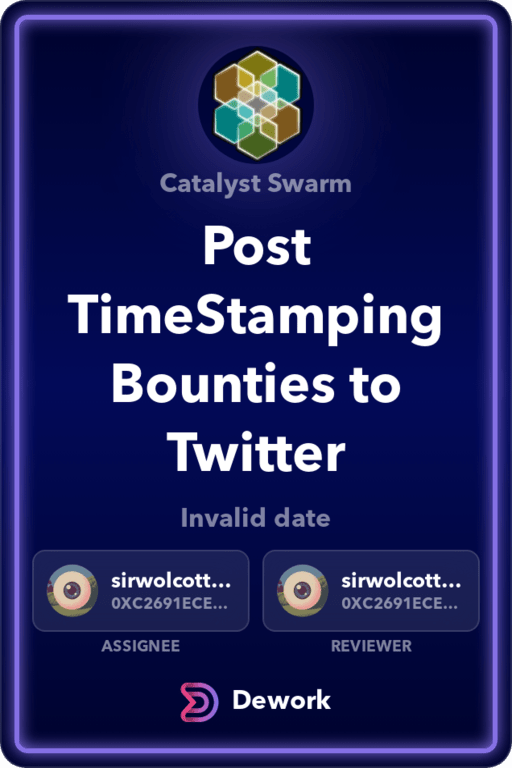 Catalyst Swarm
Post
TimeStamping
Bounties to
Twitter
Invalid date
sirwolcott...
0XC2691ECE...
ASSIGNEE
sirwolcott...
0XC2691ECE...
REVIEWER
Dework